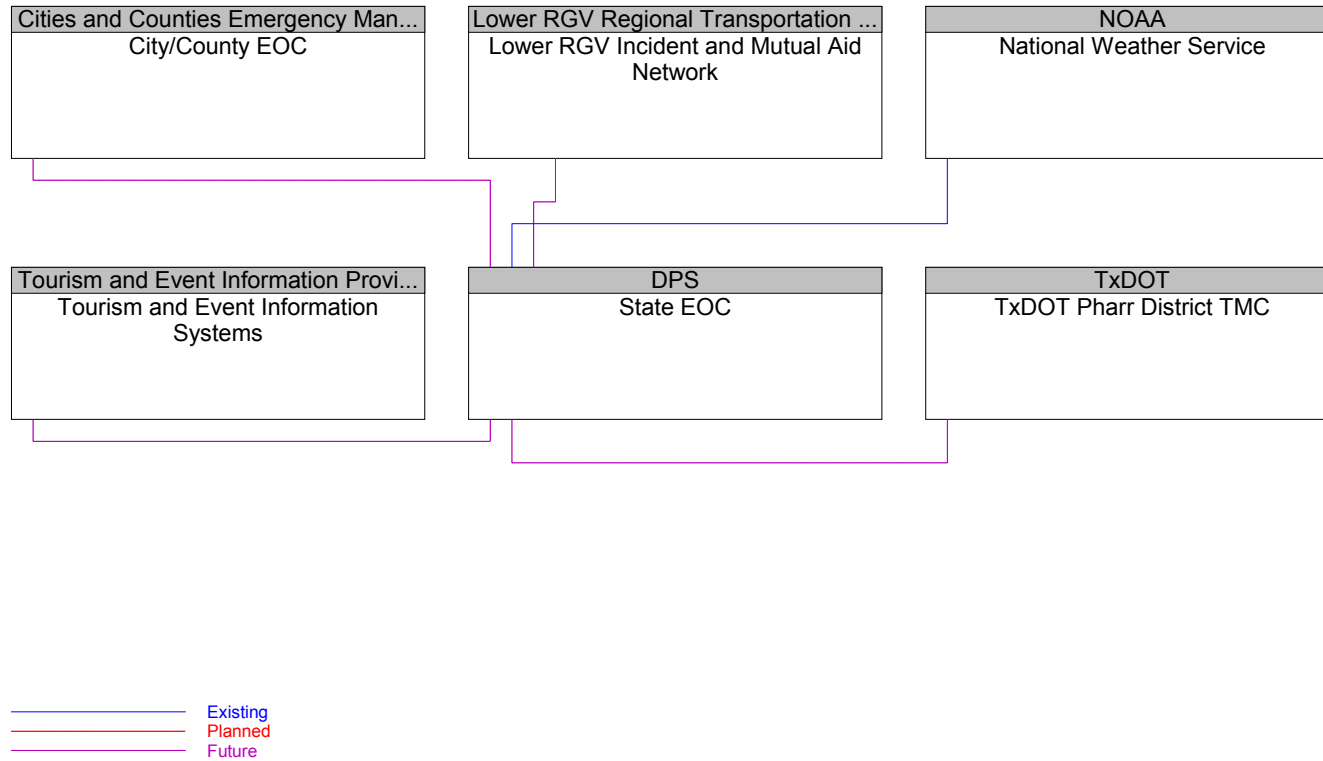 Cities and Counties Emergency Man...
City/County EOC
Lower RGV Regional Transportation ...
Lower RGV Incident and Mutual Aid
Network
NOAA
National Weather Service
Tourism and Event Information Provi...
Tourism and Event Information
Systems
DPS
State EOC
TxDOT
TxDOT Pharr District TMC
Existing
Planned
Future